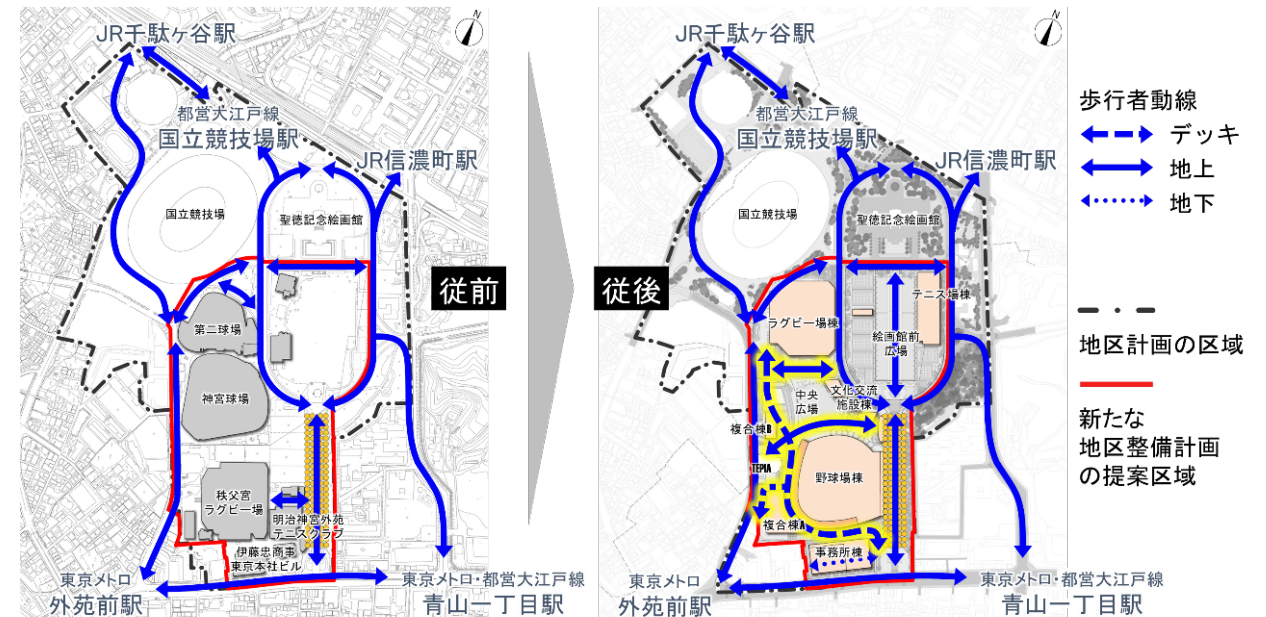 N
JR千駄ヶ谷駅
都営大江戸線
国立競技場駅
JR信濃町駅
国立競技場
聖徳記念絵画館
第二球場
神宮球場
秩父宮
ラグビー場
明治神宮外苑
テニスクラブ
伊藤忠商事
東京本社ビル
東京メトロ
外苑前駅
東京メトロ・都営大江戸線
青山一丁目駅
従前
従後
N
JR千駄ヶ谷駅
都営大江戸線
国立競技場駅
JR信濃町駅
国立競技場
聖徳記念絵画館
テニス場棟
ラグビー場棟
絵画館前
広場
中央
広場
文化交流
施設棟
複合棟B
TEPIA
野球場棟
複合棟A
事務所棟
東京メトロ
外苑前駅
東京メトロ・都営大江戸線
青山一丁目駅
歩行者動線
デッキ
地上
地下
地区計画の区域
新たな
地区整備計画
の提案区域